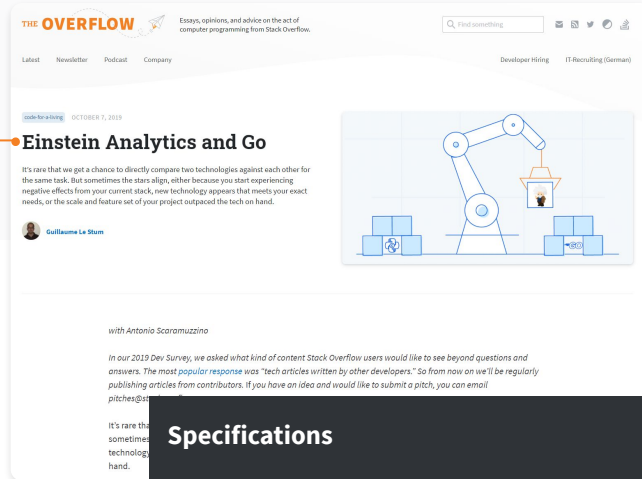 THE OVERFLOW
Essays, opinions, and advice on the act of
computer programming from Stack Overflow.
Find something
Latest Newsletter Podcast Company
Developer Hiring IT-Recruiting (German)
code-for-a-living OCTOBER 7, 2019
Einstein Analytics and Go
It's rare that we get a chance to directly compare two technologies against each other for
the same task. But sometimes the stars align, either because you start experiencing
negative effects from your current stack, new technology appears that meets your exact
needs, or the scale and feature set of your project outpaced the tech on hand.
Guillaume La Stum
GO
with Antonio Scaramuzzino
In our 2019 Dev Survey, we asked what kind of content Stack Overflow users would like to see beyond questions and
answers. The most popular response was "tech articles written by other developers." So from now on we'll be regularly
publishing articles from contributors. If you have an idea and would like to submit a pitch, you can email
pitches@st
It's rare tha
sometimes
technology
hand.
Specifications